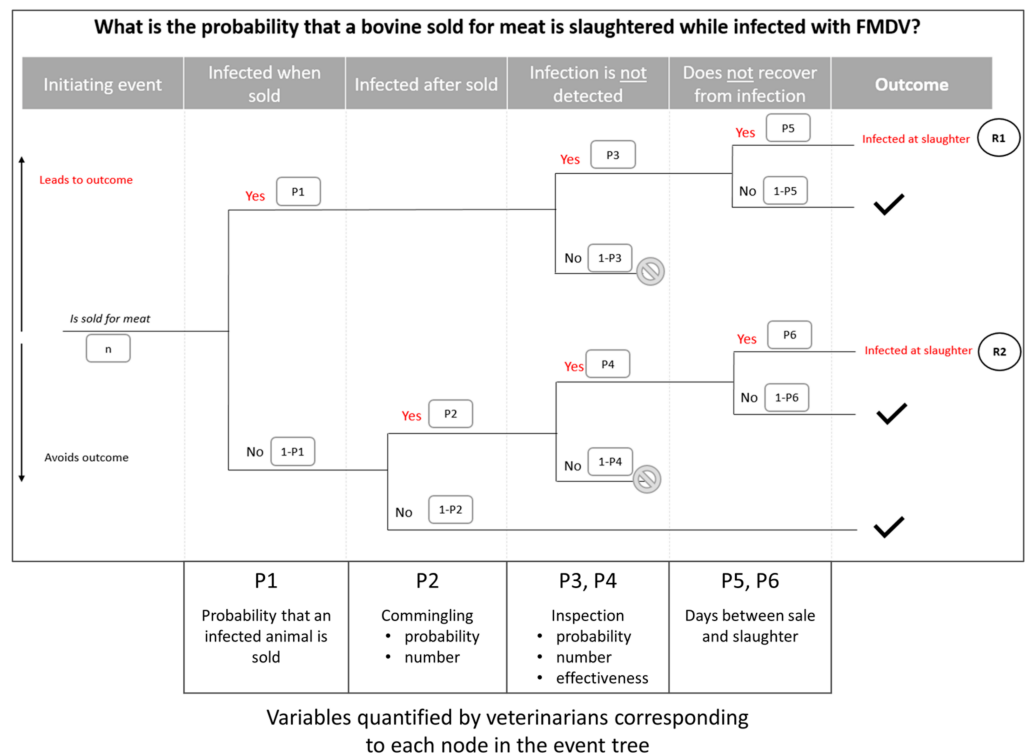 What is the probability that a bovine sold for meat is slaughtered while infected with FMDV?
Initiating event
Infected when
sold
Infected after sold
Infection is not
detected
Does not recover
from infection
Outcome
Yes
P5
Infected at slaughter
R1
Yes
P3
Leads to outcome
Yes
P1
No
1-P5
No
1-P3
Is sold for meat
n
Yes
P6
Infected at slaughter
R2
Yes
P4
No
1-P6
Yes
P2
Avoids outcome
No
1-P1
No
1-P4
No
1-P2
P1
Probability that an
infected animal is
sold
P2
Commingling
• probability
• number
P3, P4
Inspection
• probability
• number
• effectiveness
P5, P6
Days between sale
and slaughter
Variables quantified by veterinarians corresponding
to each node in the event tree